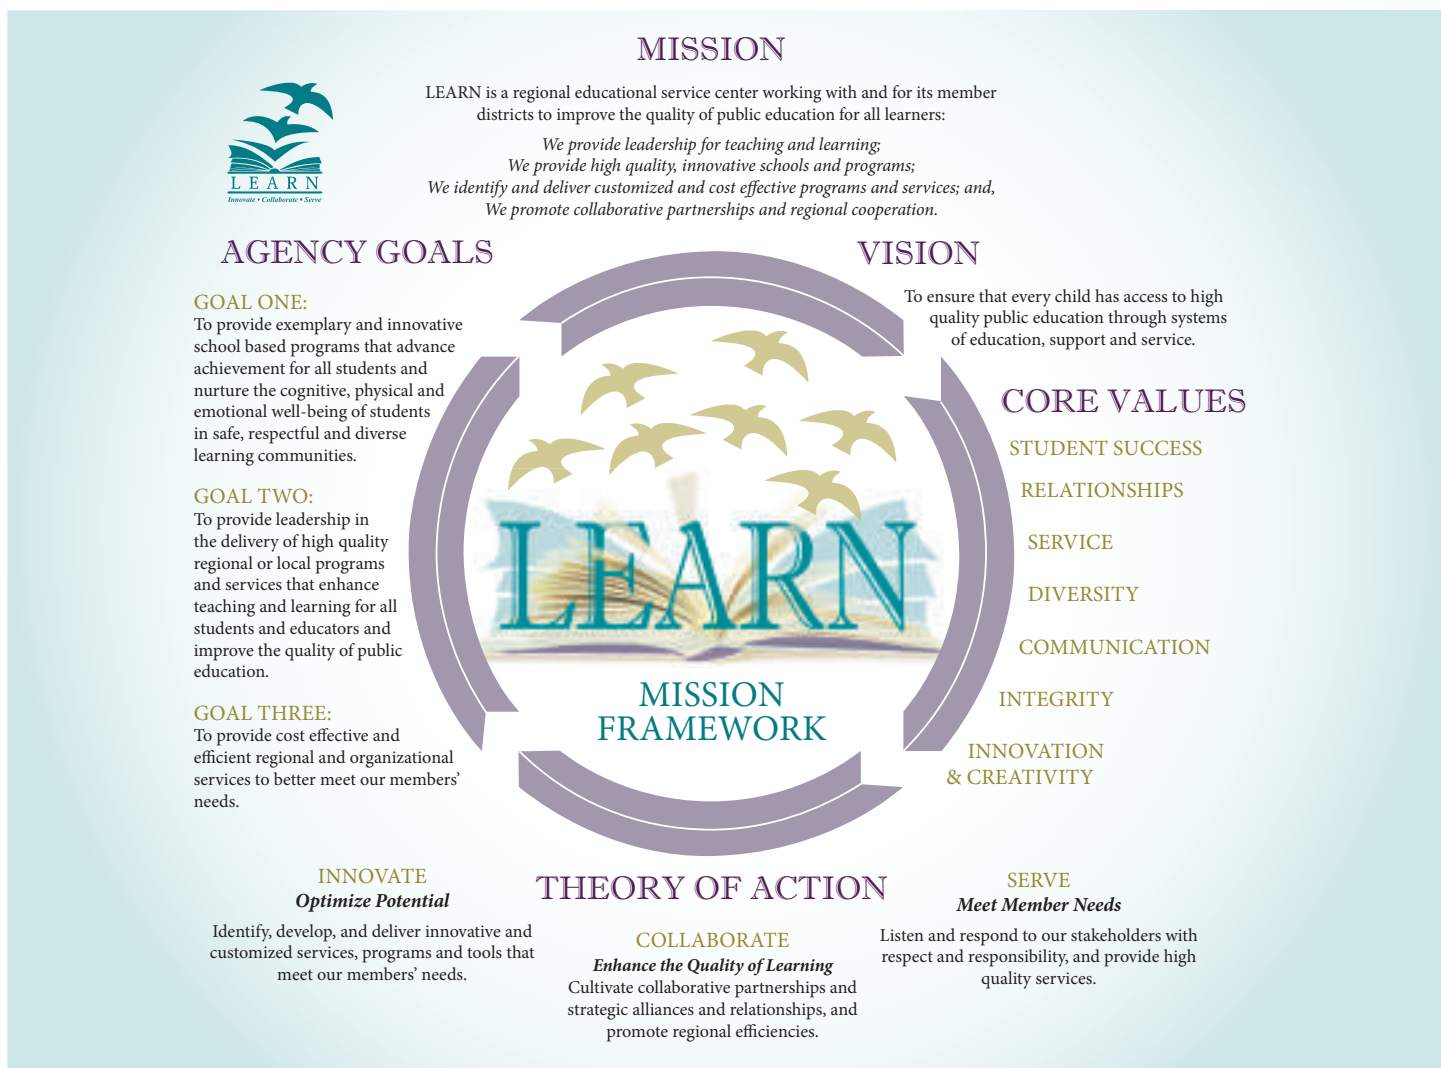 MISSION
LEARN is a regional educational service center working with and for its member
districts to improve the quality of public education for all learners:
We provide leadership for teaching and learning;
We provide high quality, innovative schools and programs;
We identify and deliver customized and cost effective programs and services; and,
We promote collaborative partnerships and regional cooperation.
LEARN
Innovate • Collaborate • Serve
AGENCY GOALS
GOAL ONE:
To provide exemplary and innovative
school based programs that advance
achievement for all students and
nurture the cognitive, physical and
emotional well-being of students
in safe, respectful and diverse
learning communities.
GOAL TWO:
To provide leadership in
the delivery of high quality
regional or local programs
and services that enhance
teaching and learning for all
students and educators and
improve the quality of public
education.
GOAL THREE:
To provide cost effective and
efficient regional and organizational
services to better meet our members’
needs.
VISION
To ensure that every child has access to high
quality public education through systems
of education, support and service.
CORE VALUES
STUDENT SUCCESS
RELATIONSHIPS
SERVICE
DIVERSITY
COMMUNICATION
INTEGRITY
INNOVATION
& CREATIVITY
LEARN
MISSION
FRAMEWORK
THEORY OF ACTION
INNOVATE
Optimize Potential
Identify, develop, and deliver innovative and
customized services, programs and tools that
meet our members’ needs.
COLLABORATE
Enhance the Quality of Learning
Cultivate collaborative partnerships and
strategic alliances and relationships, and
promote regional efficiencies.
SERVE
Meet Member Needs
Listen and respond to our stakeholders with
respect and responsibility, and provide high
quality services.